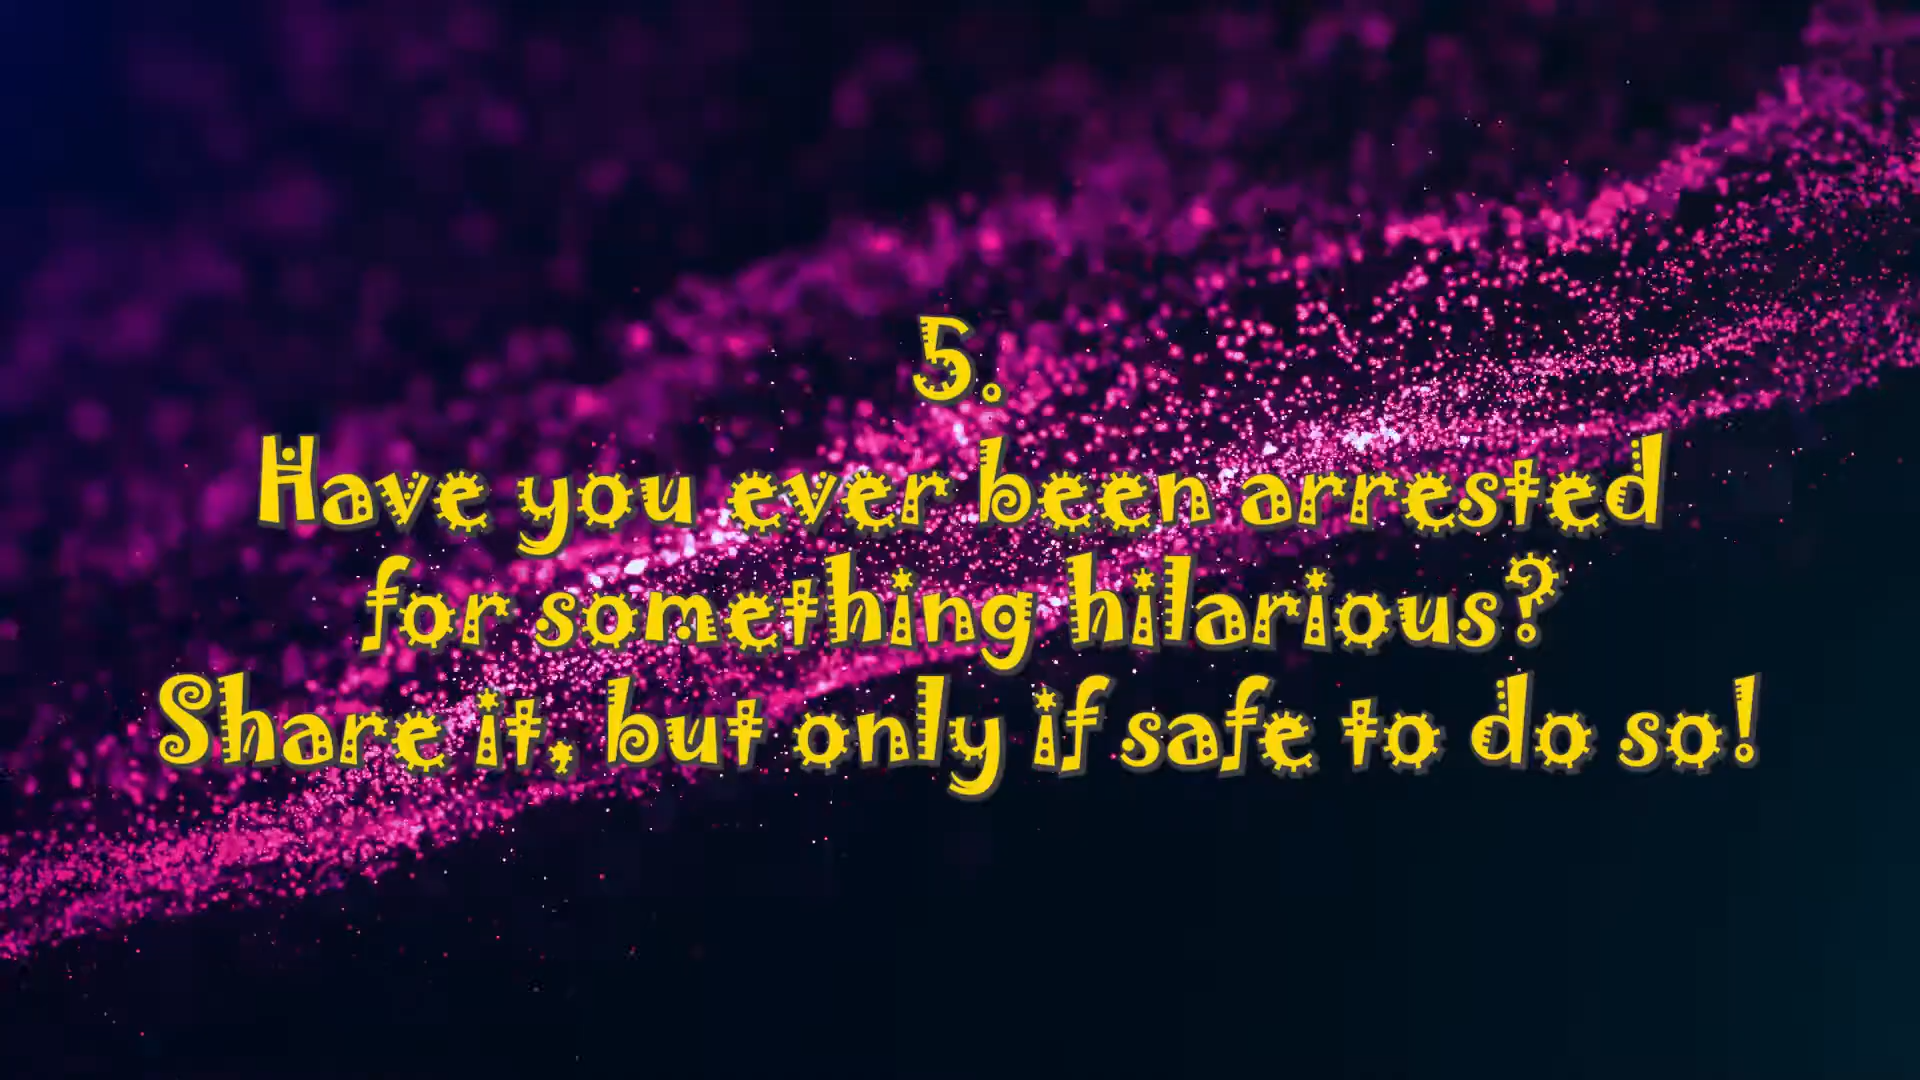 5.
Have you ever been arrested
for something hilarious?
Share it, but only if safe to do so!